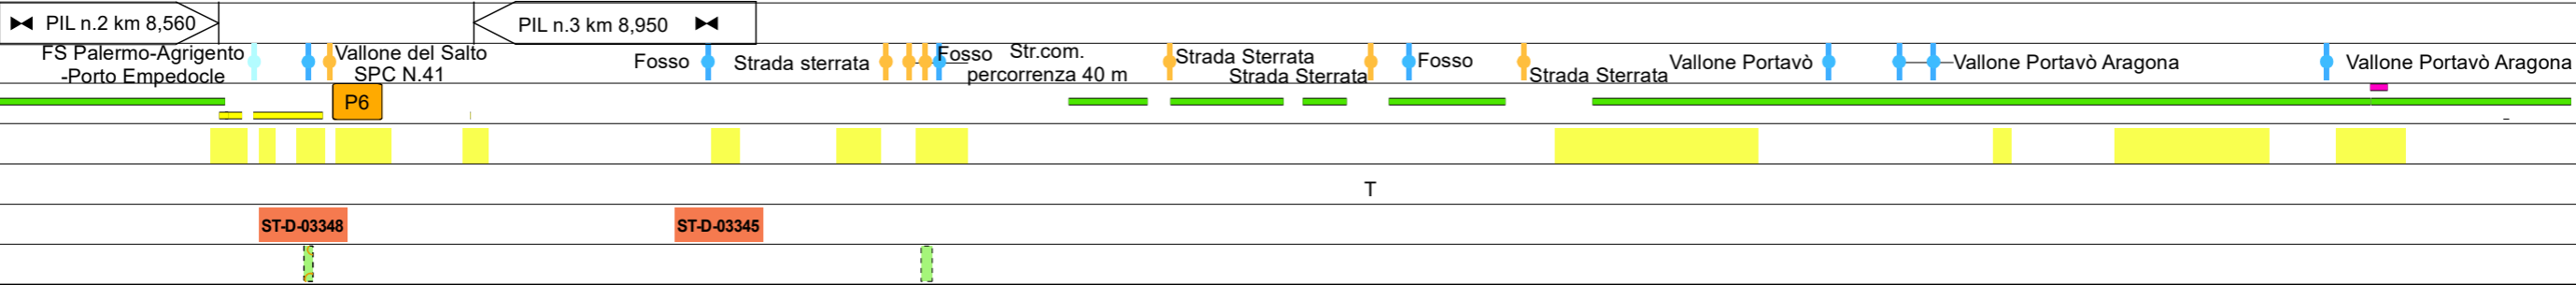 PIL n.2 km 8,560
PIL n.3 km 8,950
FS Palermo-Agrigento
-Porto Empedocle
Vallone del Salto
SPC N.41
Fosso
Strada sterrata
Fosso
Str.com.
percorrenza 40 m
Strada Sterrata
Strada Sterrata
Fosso
Strada Sterrata
Vallone Portavò
Vallone Portavò Aragona
Vallone Portavò Aragona
P6
T
ST-D-03348
ST-D-03345